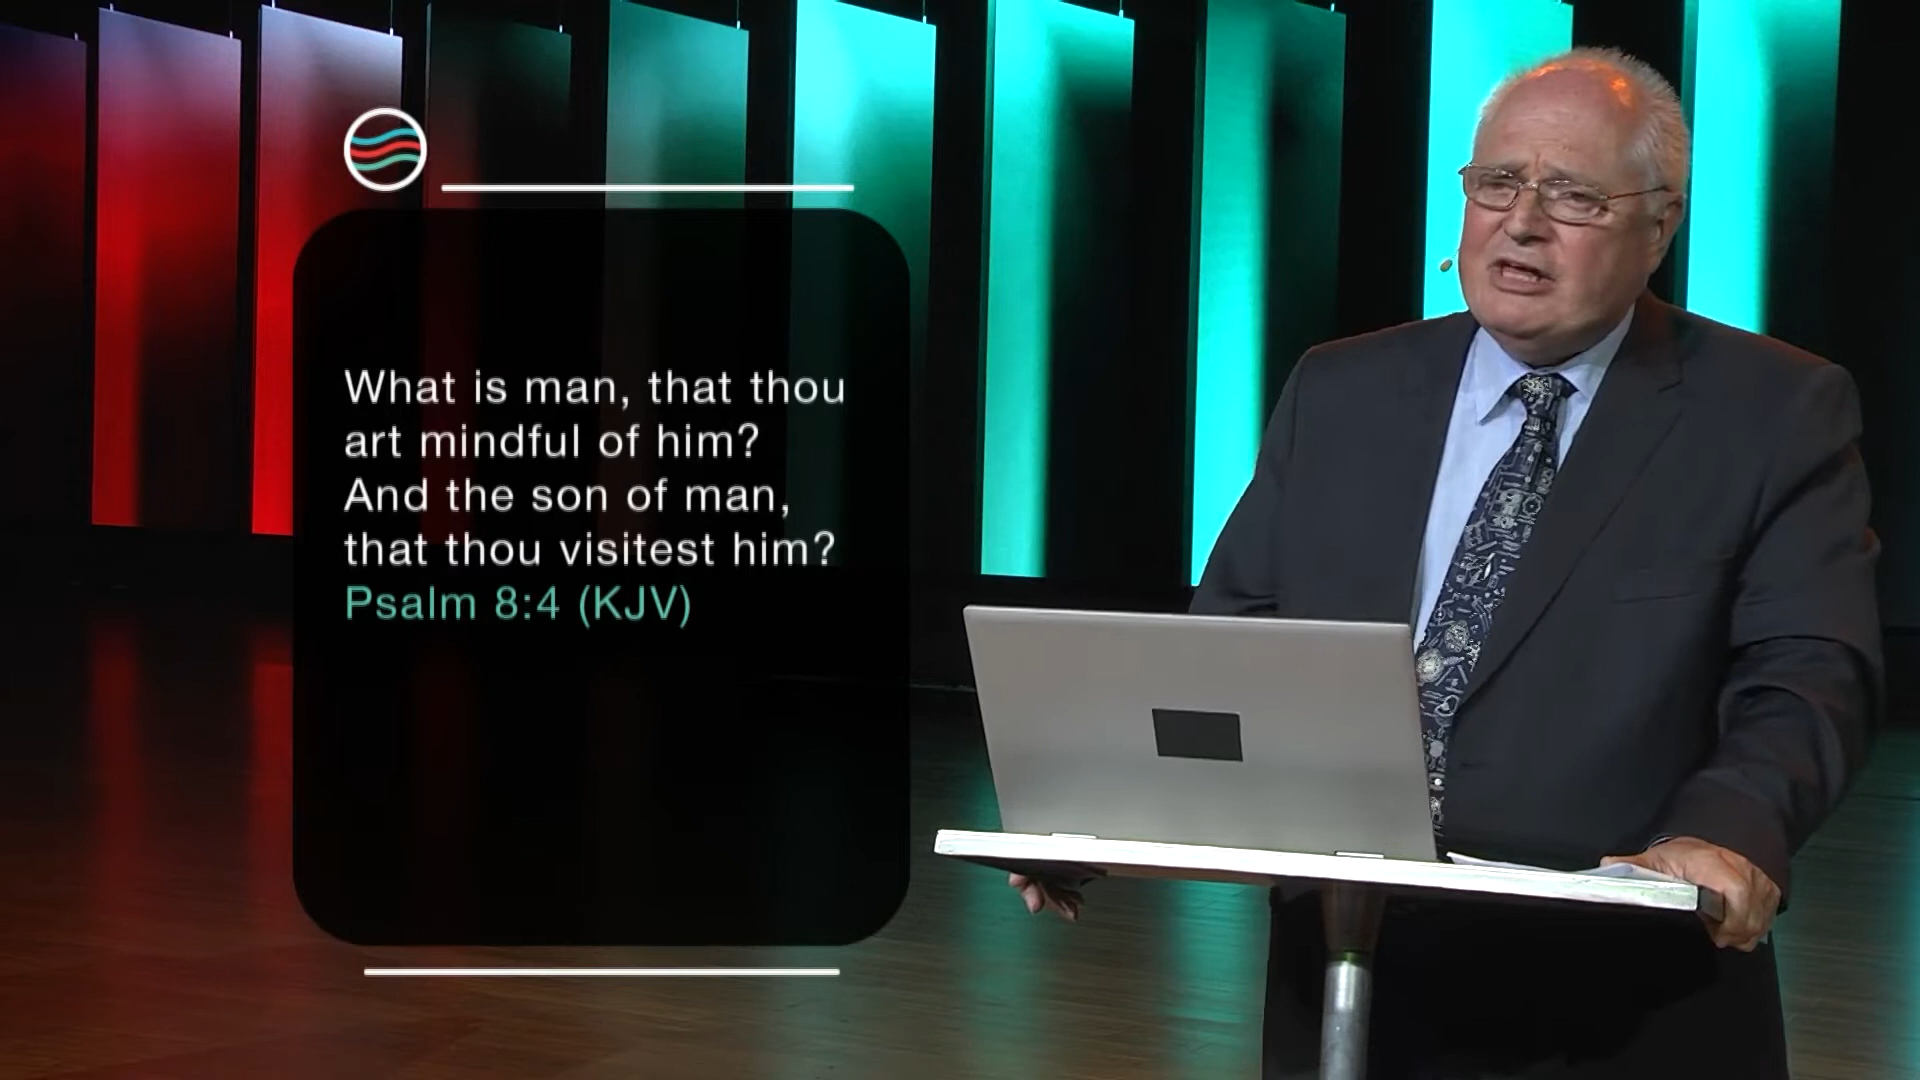 What is man, that thou
art mindful of him?
And the son of man,
that thou visitest him?
Psalm 8:4 (KJV)